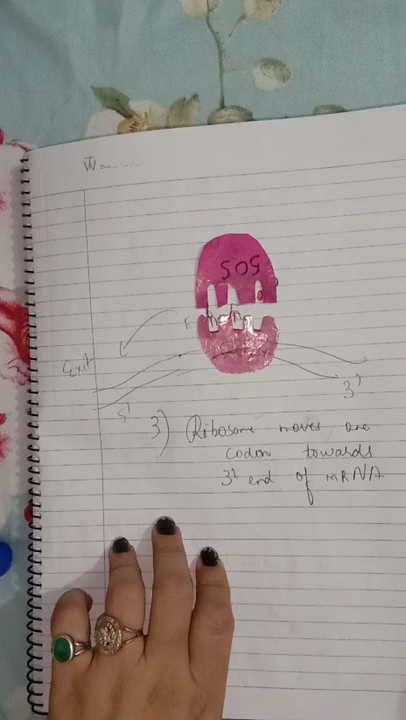 50S
E
Exit
5'
3'
3) Ribosome moves one
codon towards
3' end of mRNA